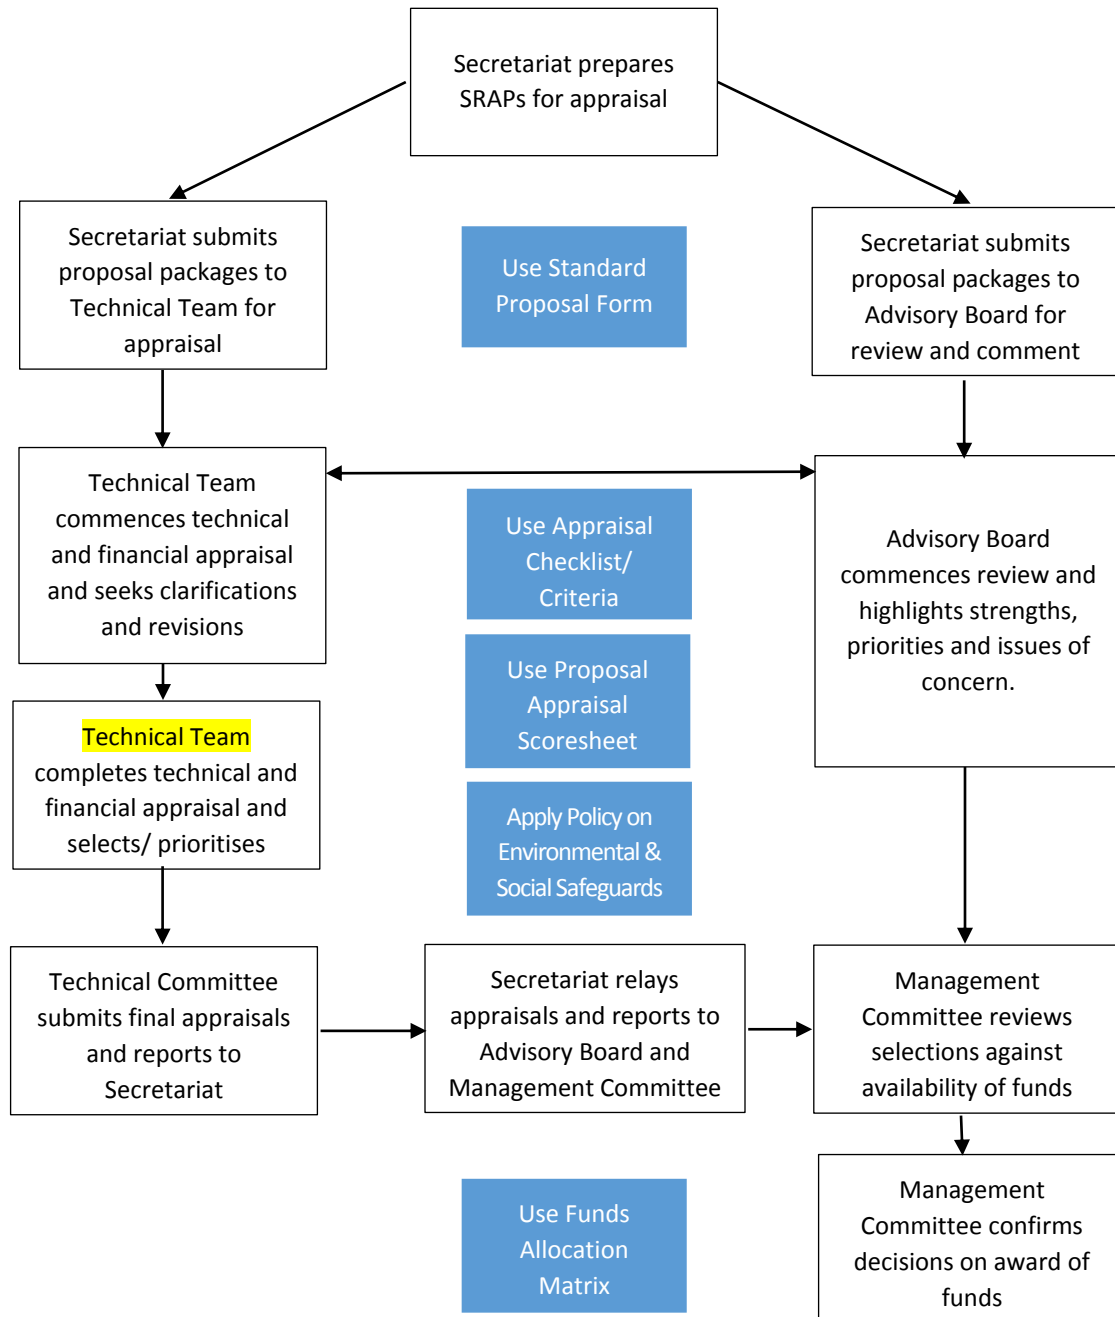 Secretariat prepares
SRAPs for appraisal
Secretariat submits
proposal packages to
Technical Team for
appraisal
Use Standard
Proposal Form
Secretariat submits
proposal packages to
Advisory Board for
review and comment
Technical Team
commences technical
and financial appraisal
and seeks clarifications
and revisions
Use Appraisal
Checklist/
Criteria
Advisory Board
commences review and
highlights strengths,
priorities and issues of
concern.
Use Proposal
Appraisal
Scoresheet
Technical Team
completes technical and
financial appraisal and
selects/ prioritises
Apply Policy on
Environmental &
Social Safeguards
Technical Committee
submits final appraisals
and reports to
Secretariat
Secretariat relays
appraisals and reports to
Advisory Board and
Management Committee
Management
Committee reviews
selections against
availability of funds
Use Funds
Allocation
Matrix
Management
Committee confirms
decisions on award of
funds